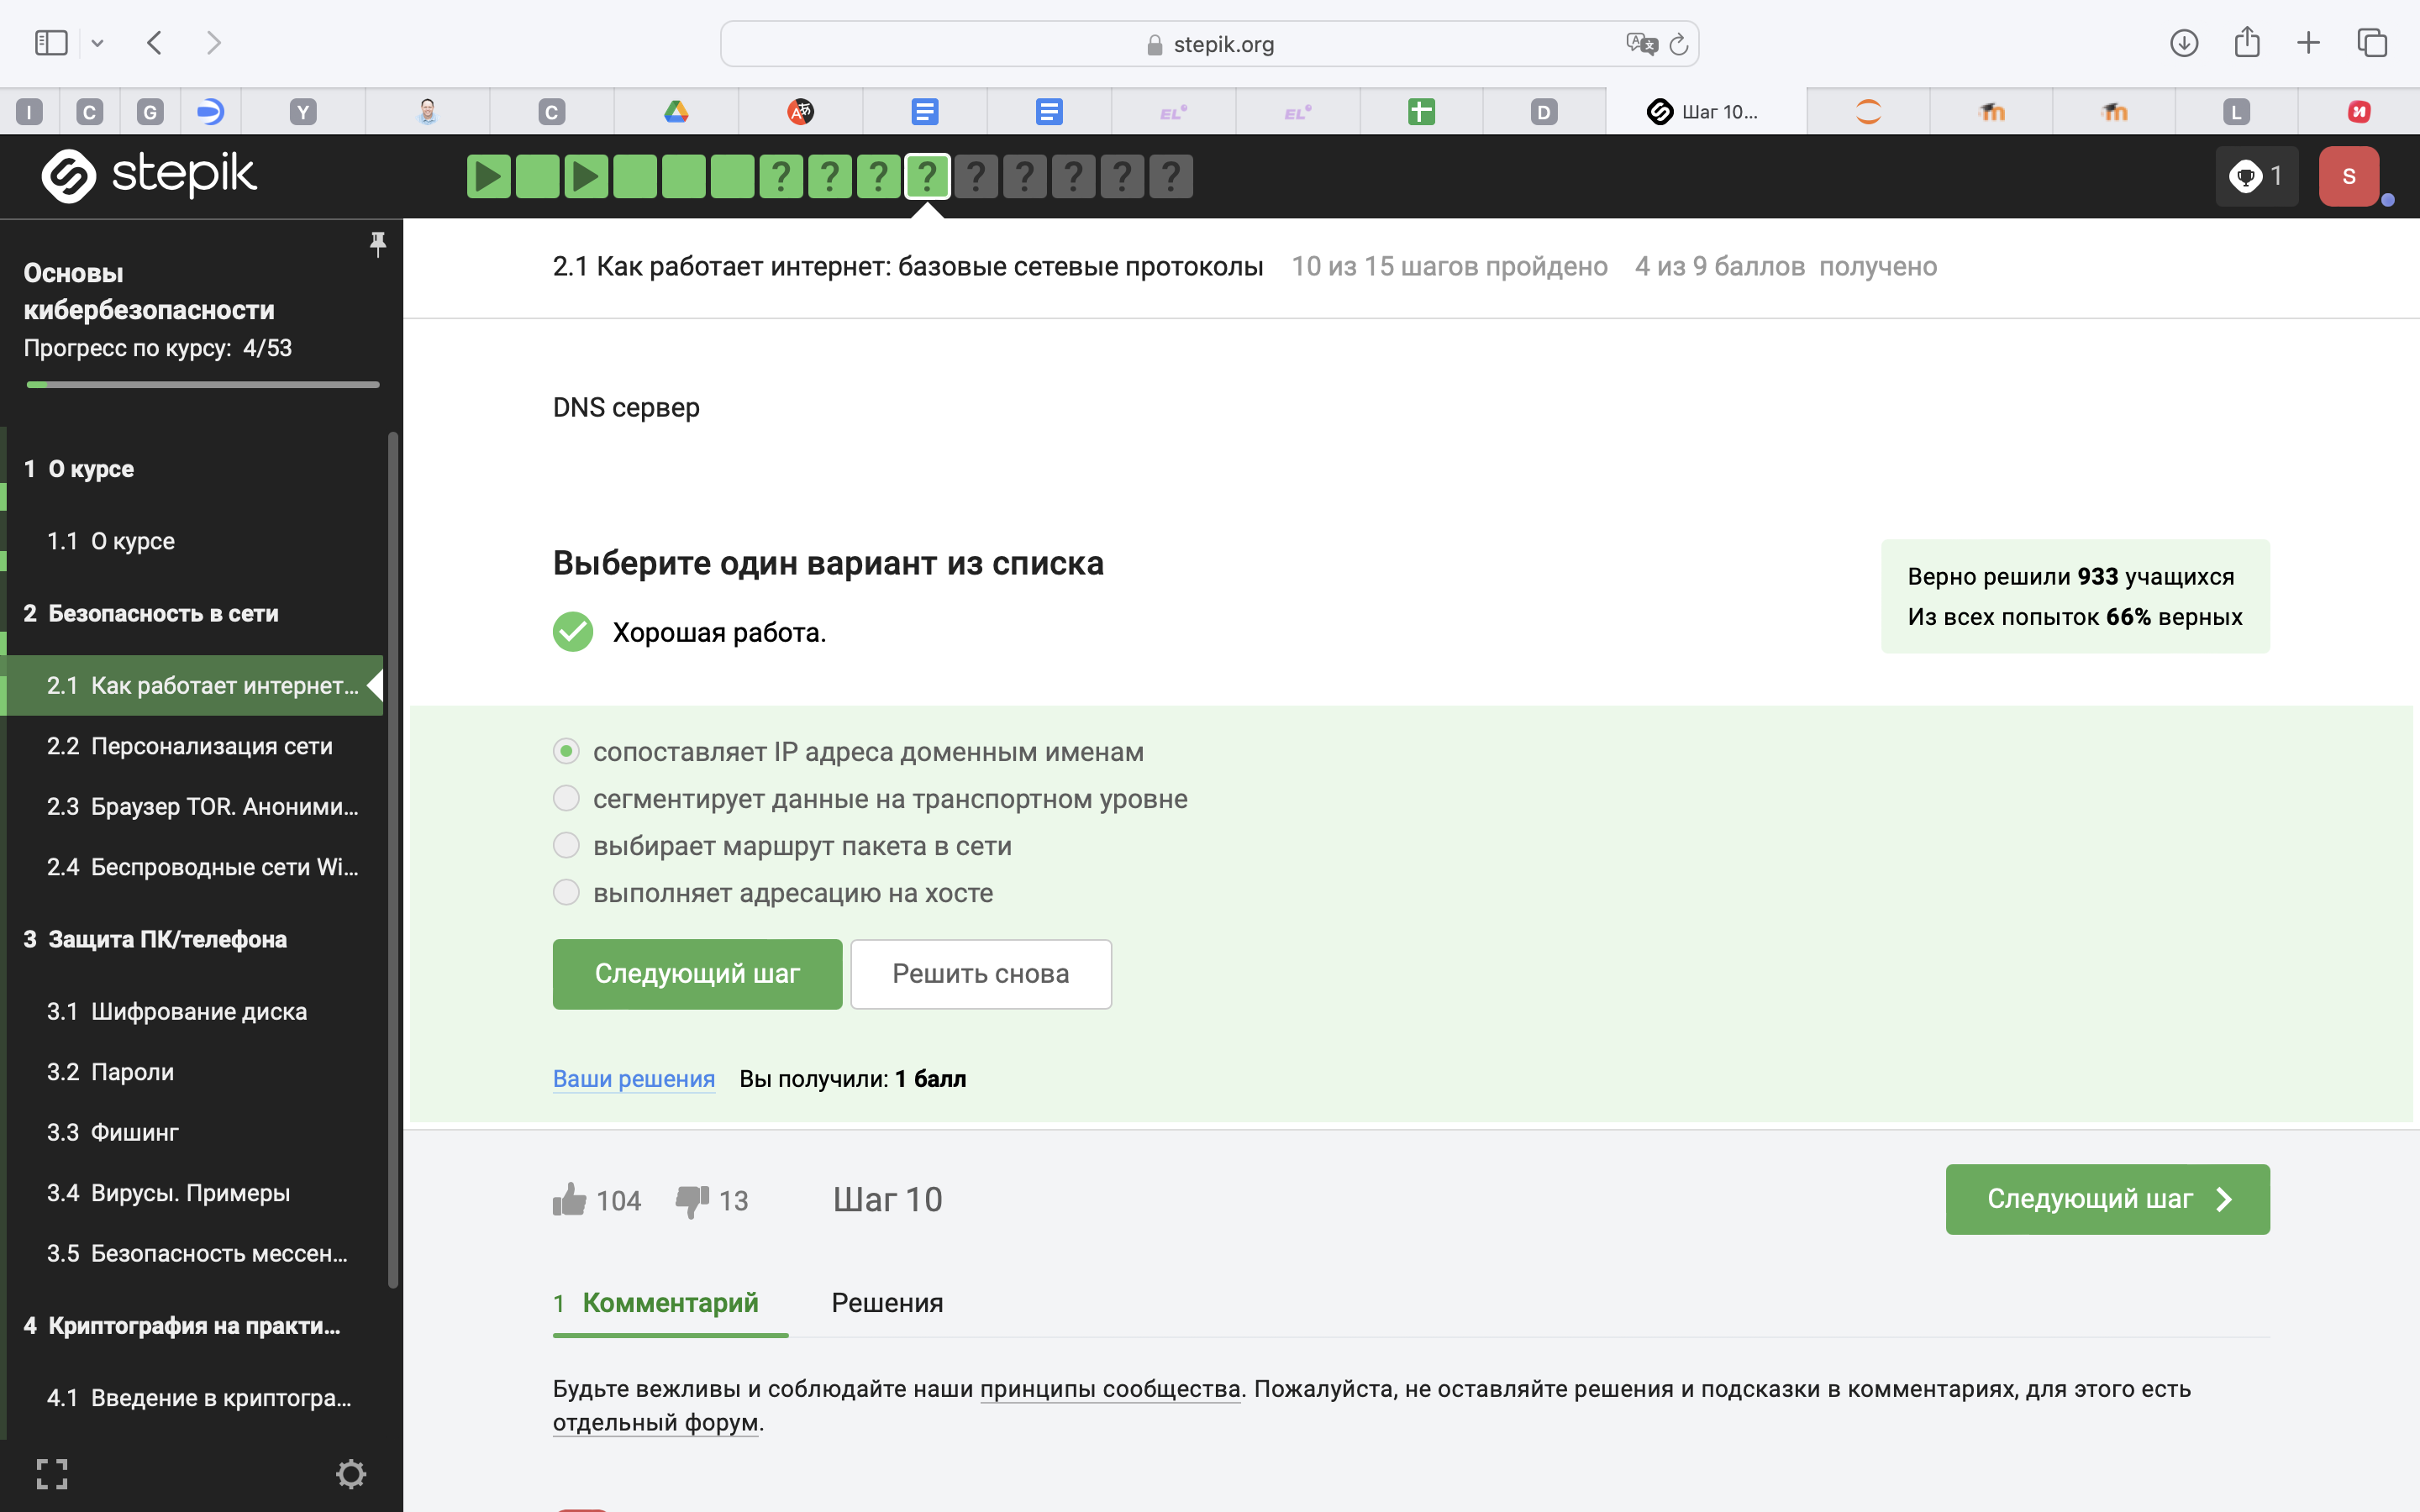 stepik.org
I
C
G
Y
C
D
Шаг 10...
L
stepik
? ? ? ? ? ? ? ? ?
1
S
Основы
кибербезопасности
Прогресс по курсу: 4/53
1 О курсе
1.1 О курсе
2 Безопасность в сети
2.1 Как работает интернет...
2.2 Персонализация сети
2.3 Браузер TOR. Аноними...
2.4 Беспроводные сети Wi...
3 Защита ПК/телефона
3.1 Шифрование диска
3.2 Пароли
3.3 Фишинг
3.4 Вирусы. Примеры
3.5 Безопасность мессен...
4 Криптография на практи...
4.1 Введение в криптогра...
2.1 Как работает интернет: базовые сетевые протоколы 10 из 15 шагов пройдено 4 из 9 баллов получено
DNS сервер
Выберите один вариант из списка
Хорошая работа.
Верно решили 933 учащихся
Из всех попыток 66% верных
сопоставляет IP адреса доменным именам
сегментирует данные на транспортном уровне
выбирает маршрут пакета в сети
выполняет адресацию на хосте
Следующий шаг Решить снова
Ваши решения Вы получили: 1 балл
104 13 Шаг 10
Следующий шаг
1 Комментарий Решения
Будьте вежливы и соблюдайте наши принципы сообщества. Пожалуйста, не оставляйте решения и подсказки в комментариях, для этого есть
отдельный форум.